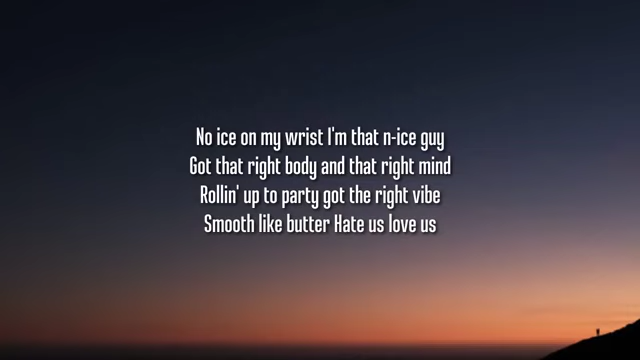 No ice on my wrist I'm that n-ice guy
Got that right body and that right mind
Rollin' up to party got the right vibe
Smooth like butter Hate us love us